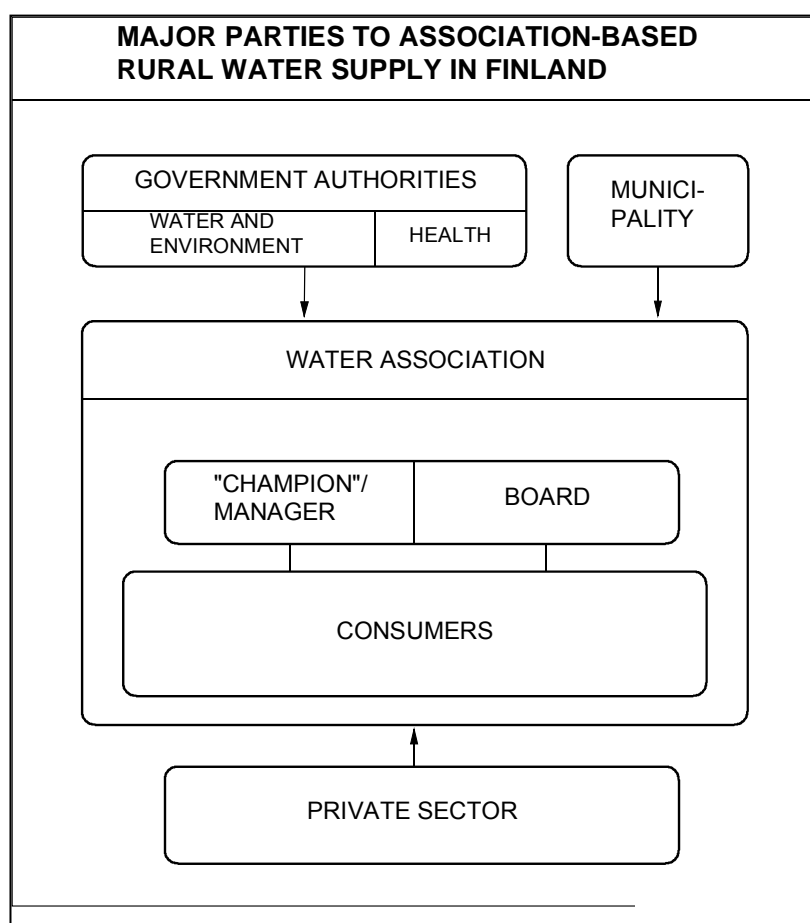 MAJOR PARTIES TO ASSOCIATION-BASED
RURAL WATER SUPPLY IN FINLAND
GOVERNMENT AUTHORITIES
WATER AND
ENVIRONMENT
HEALTH
MUNICI-
PALITY
WATER ASSOCIATION
"CHAMPION"/
MANAGER
BOARD
CONSUMERS
PRIVATE SECTOR